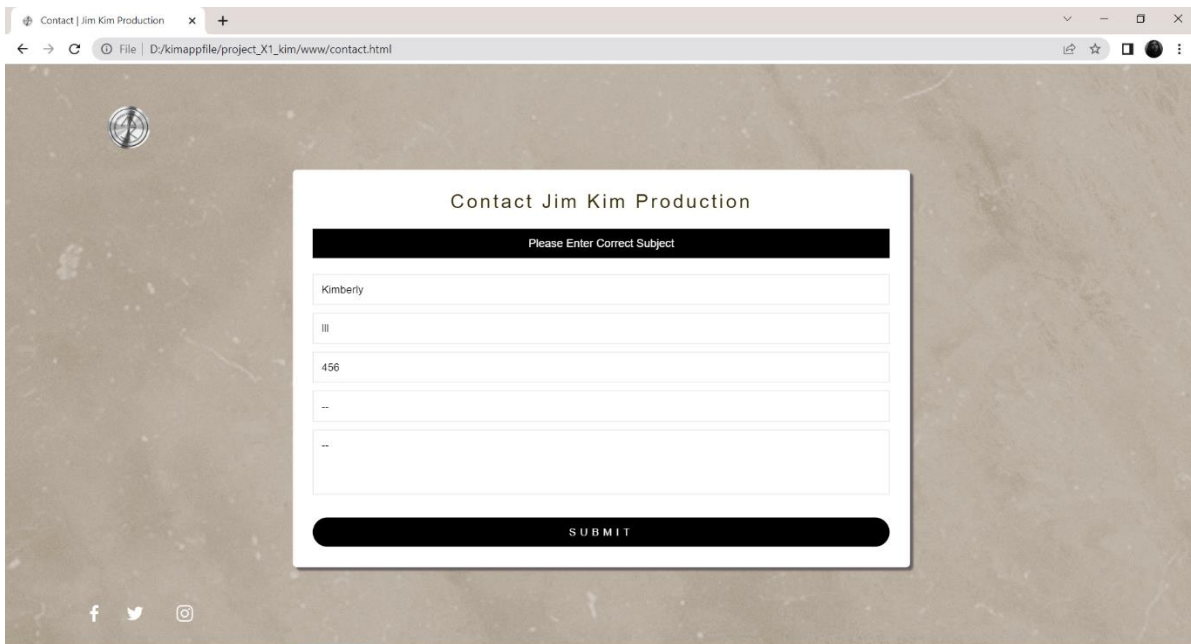 Contact | Jim Kim Production
File | D:/kimappfile/project_X1_kim/www/contact.html
Contact Jim Kim Production
Please Enter Correct Subject
Kimberly
lll
456
--
--
SUBMIT